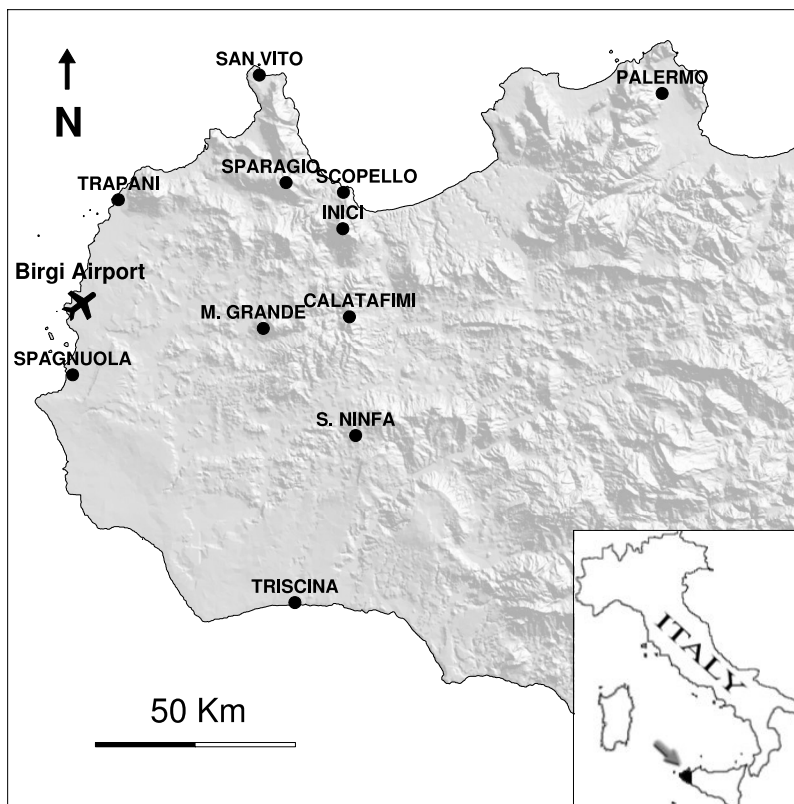 SAN VITO
PALERMO
N
SPARAGIO
SCOPELLO
TRAPANI
INICI
Birgi Airport
M. GRANDE
CALATAFIMI
SPAGNUOLA
S. NINFA
TRISCINA
50 Km
ITALY